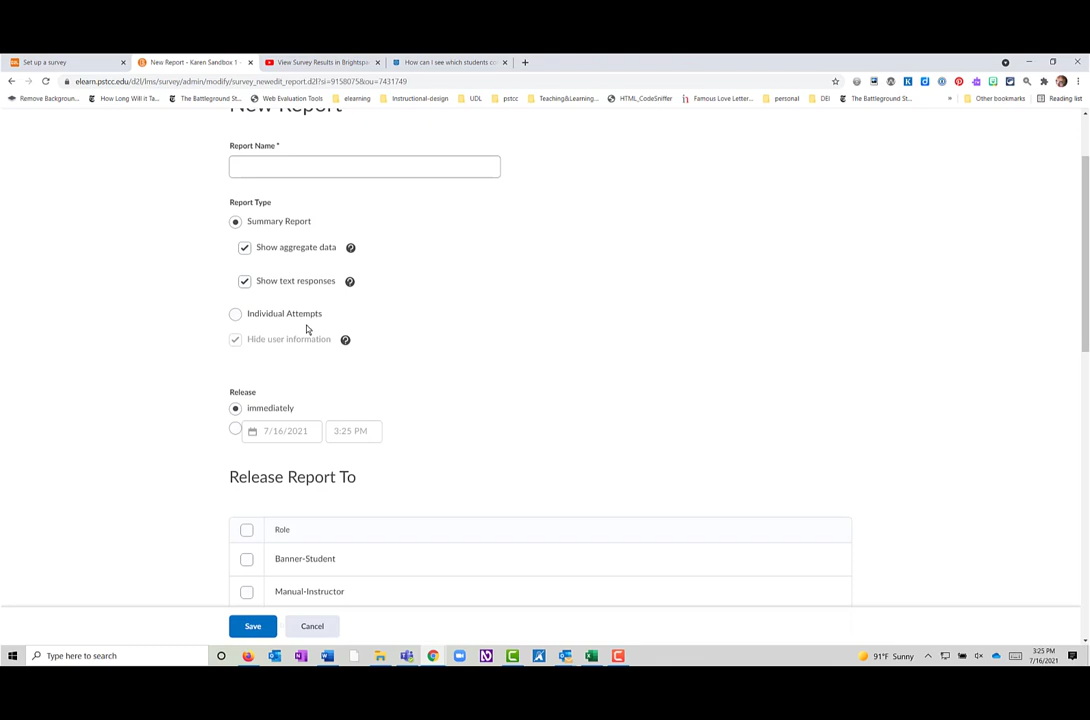 Set up a survey
New Report - Karen Sandbox 1 -
View Survey Results in Brightspa
How can I see which students co
elearn.pstcc.edu/d2l/lms/survey/admin/modify/survey_newedit_report.d2l?si=9158075&ou=7431749
Remove Backgroun... How Long Will it Ta... The Battleground St... Web Evaluation Tools elearning Instructional-design UDL pstcc Teaching&Learning... HTML_CodeSniffer Famous Love Letter... personal DEI The Battleground St... » Other bookmarks Reading list
New Report
Report Name *
Report Type
Summary Report
Show aggregate data
Show text responses
Individual Attempts
Hide user information
Release
immediately
7/16/2021 3:25 PM
Release Report To
Role
Banner-Student
Manual-Instructor
Save Cancel
Type here to search
91°F Sunny
3:25 PM
7/16/2021